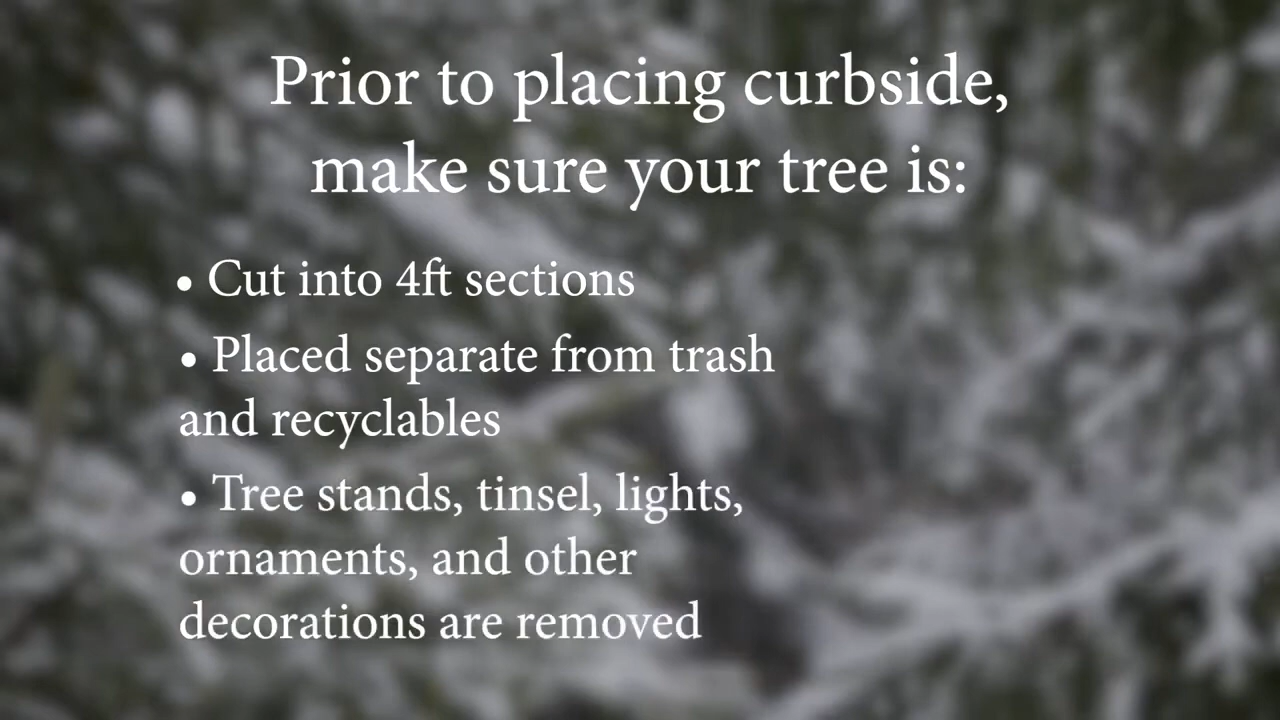 Prior to placing curbside,
make sure your tree is:
• Cut into 4ft sections
• Placed separate from trash
and recyclables
• Tree stands, tinsel, lights,
ornaments, and other
decorations are removed